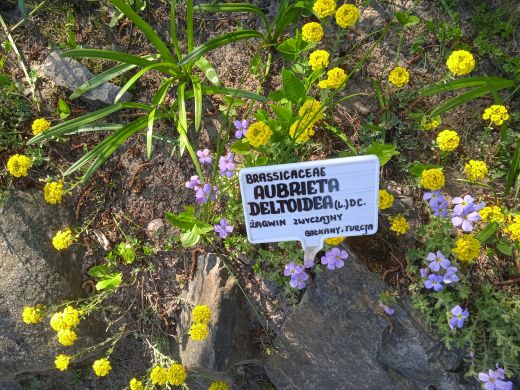 BRASSICACEAE
AUBRIETA
DELTOIDEA (L.) DC.
ŻAGWIN ZWYCZAJNY
BAŁKANY, TURCJA